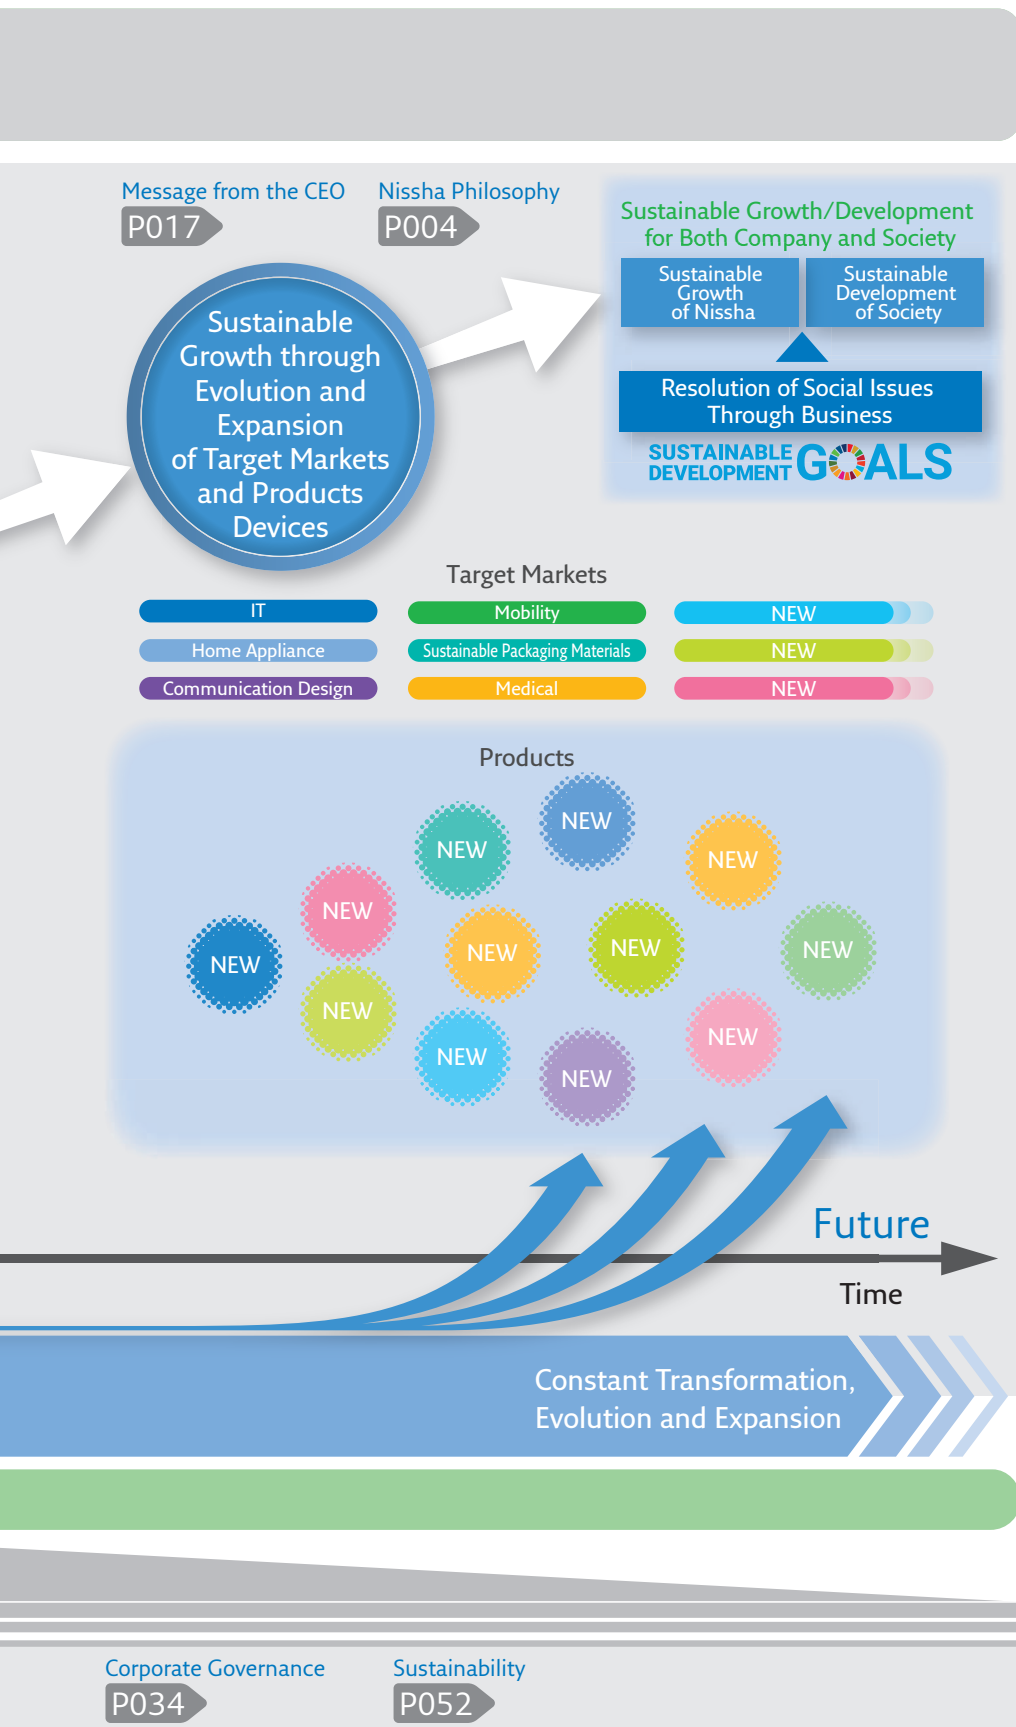 Message from the CEO
P017
Nissha Philosophy
P004
Sustainable Growth/Development
for Both Company and Society
Sustainable
Growth
of Nissha
Sustainable
Development
of Society
Resolution of Social Issues
Through Business
SUSTAINABLE
DEVELOPMENT
GOALS
Sustainable
Growth through
Evolution and
Expansion
of Target Markets
and Products
Devices
Target Markets
IT
Mobility
NEW
Home Appliance
Sustainable Packaging Materials
NEW
Communication Design
Medical
NEW
Products
NEW
NEW
NEW
NEW
NEW
NEW
NEW
NEW
NEW
NEW
NEW
NEW
Future
Time
Constant Transformation,
Evolution and Expansion
Corporate Governance
P034
Sustainability
P052